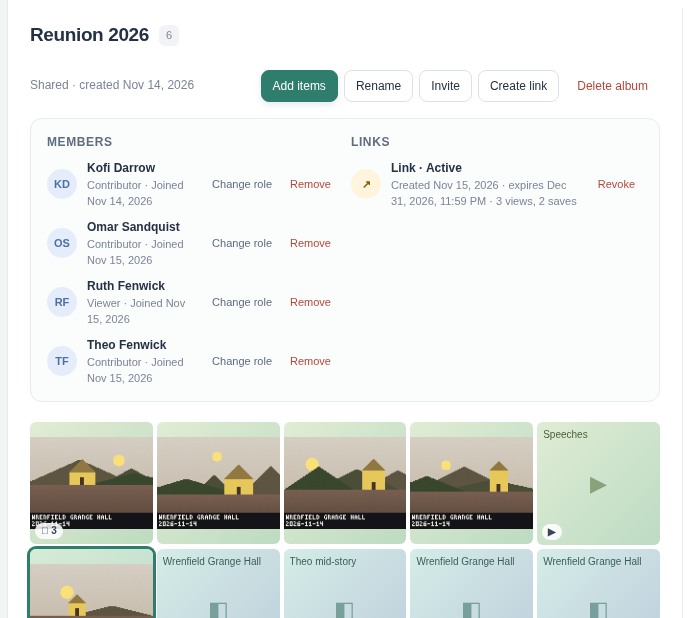 Reunion 2026 6
Shared · created Nov 14, 2026
Add items
Rename
Invite
Create link
Delete album
MEMBERS
KD
Kofi Darrow
Contributor · Joined
Nov 14, 2026
Change role
Remove
OS
Omar Sandquist
Contributor · Joined
Nov 15, 2026
Change role
Remove
RF
Ruth Fenwick
Viewer · Joined Nov
15, 2026
Change role
Remove
TF
Theo Fenwick
Contributor · Joined
Nov 15, 2026
Change role
Remove
LINKS
Link · Active
Created Nov 15, 2026 · expires Dec
31, 2026, 11:59 PM · 3 views, 2 saves
Revoke
WRENFIELD GRANGE HALL
3
WRENFIELD GRANGE HALL
2026-11-14
WRENFIELD GRANGE HALL
2026-11-14
WRENFIELD GRANGE HALL
2026-11-14
Speeches
Wrenfield Grange Hall
Theo mid-story
Wrenfield Grange Hall
Wrenfield Grange Hall